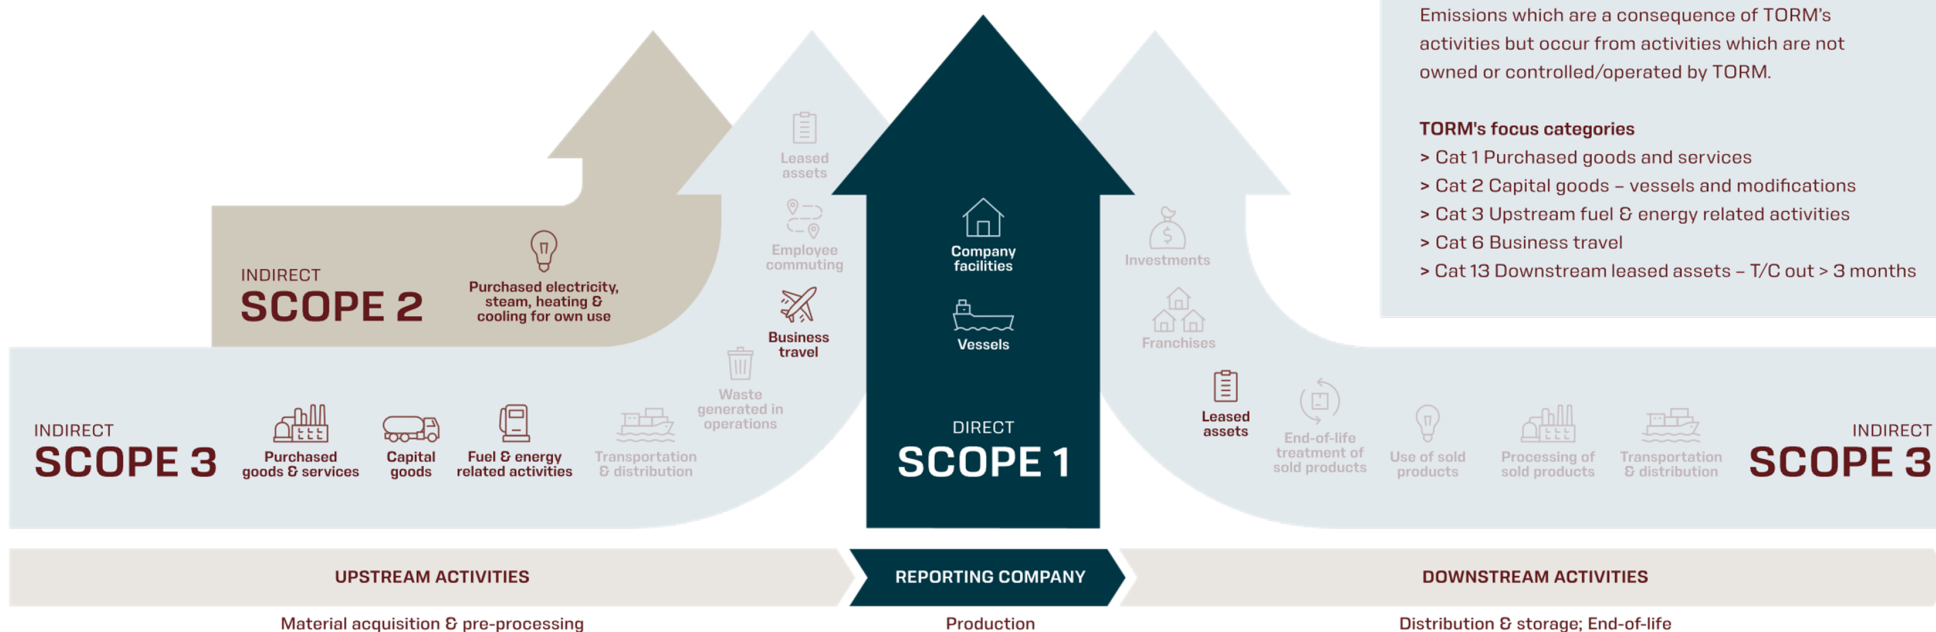 Emissions which are a consequence of TORM's
activities but occur from activities which are not
owned or controlled/operated by TORM.
TORM's focus categories
> Cat 1 Purchased goods and services
> Cat 2 Capital goods – vessels and modifications
> Cat 3 Upstream fuel & energy related activities
> Cat 6 Business travel
> Cat 13 Downstream leased assets – T/C out > 3 months
INDIRECT
SCOPE 2
Purchased electricity,
steam, heating &
cooling for own use
Leased
assets
Employee
commuting
Business
travel
Waste
generated in
operations
INDIRECT
SCOPE 3
Purchased
goods & services
Capital
goods
Fuel & energy
related activities
Transportation
& distribution
Company
facilities
Vessels
DIRECT
SCOPE 1
$
Investments
Franchises
Leased
assets
End-of-life
treatment of
sold products
Use of sold
products
Processing of
sold products
Transportation
& distribution
INDIRECT
SCOPE 3
UPSTREAM ACTIVITIES
REPORTING COMPANY
DOWNSTREAM ACTIVITIES
Material acquisition & pre-processing
Production
Distribution & storage; End-of-life